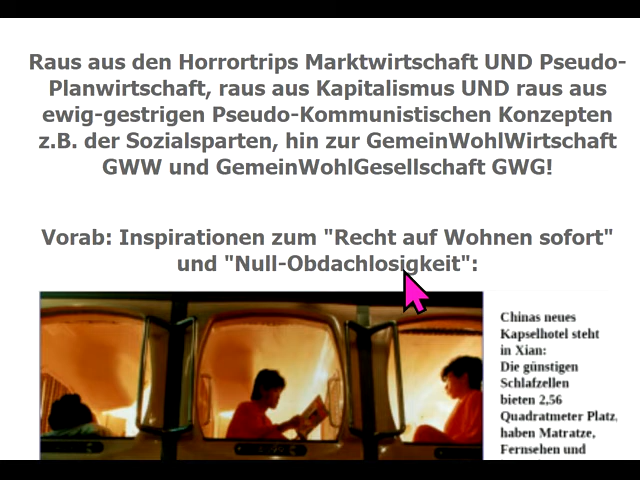 Raus aus den Horrortrips Marktwirtschaft UND Pseudo-
Planwirtschaft, raus aus Kapitalismus UND raus aus
ewig-gestrigen Pseudo-Kommunistischen Konzepten
z.B. der Sozialsparten, hin zur GemeinWohlWirtschaft
GWW und GemeinWohlGesellschaft GWG!
Vorab: Inspirationen zum "Recht auf Wohnen sofort"
und "Null-Obdachlosigkeit":
Chinas neues
Kapselhotel steht
in Xian:
Die günstigen
Schlafzellen
bieten 2,56
Quadratmeter Platz,
haben Matratze,
Fernsehen und